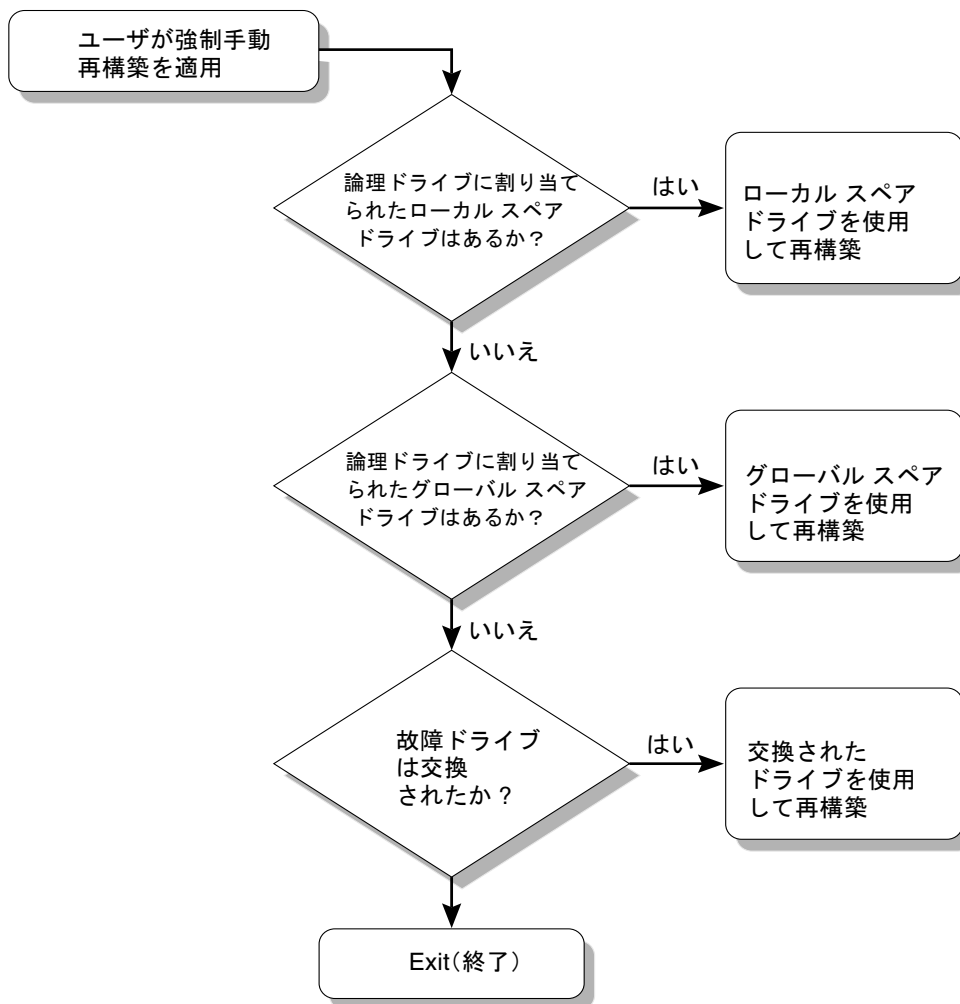 ユーザが強制手動
再構築を適用
論理ドライブに割り当て
られたローカル スペア
ドライブはあるか？
はい
ローカル スペア
ドライブを使用
して再構築
いいえ
論理ドライブに割り当て
られたグローバル スペア
ドライブはあるか？
はい
グローバル スペア
ドライブを使用
して再構築
いいえ
故障ドライブ
は交換
されたか？
はい
交換された
ドライブを使用
して再構築
Exit（終了）